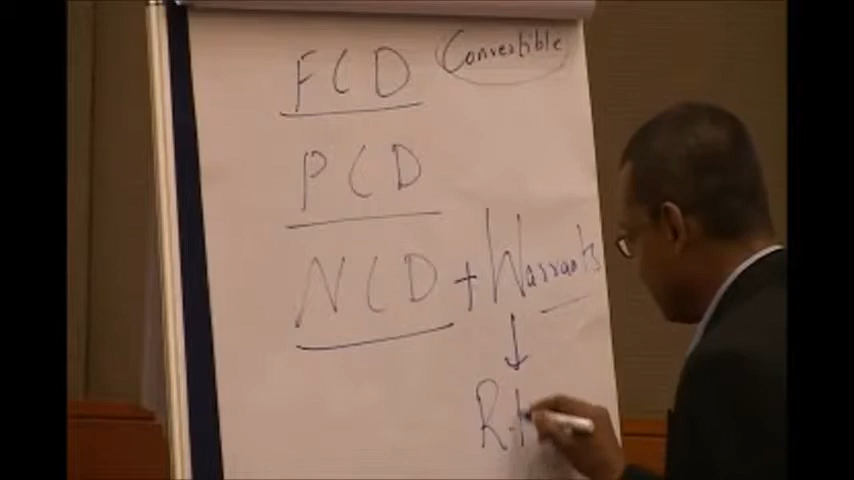 FCD Convertible
PCD
NCD + Warrants
↓